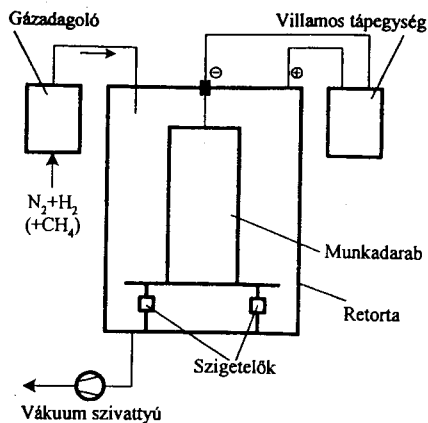 Gázadagoló
Villamos tápegység
⊖
⊕
N₂+H₂
(+CH₄)
Munkadarab
Retorta
Szigetelők
Vákuum szivattyú